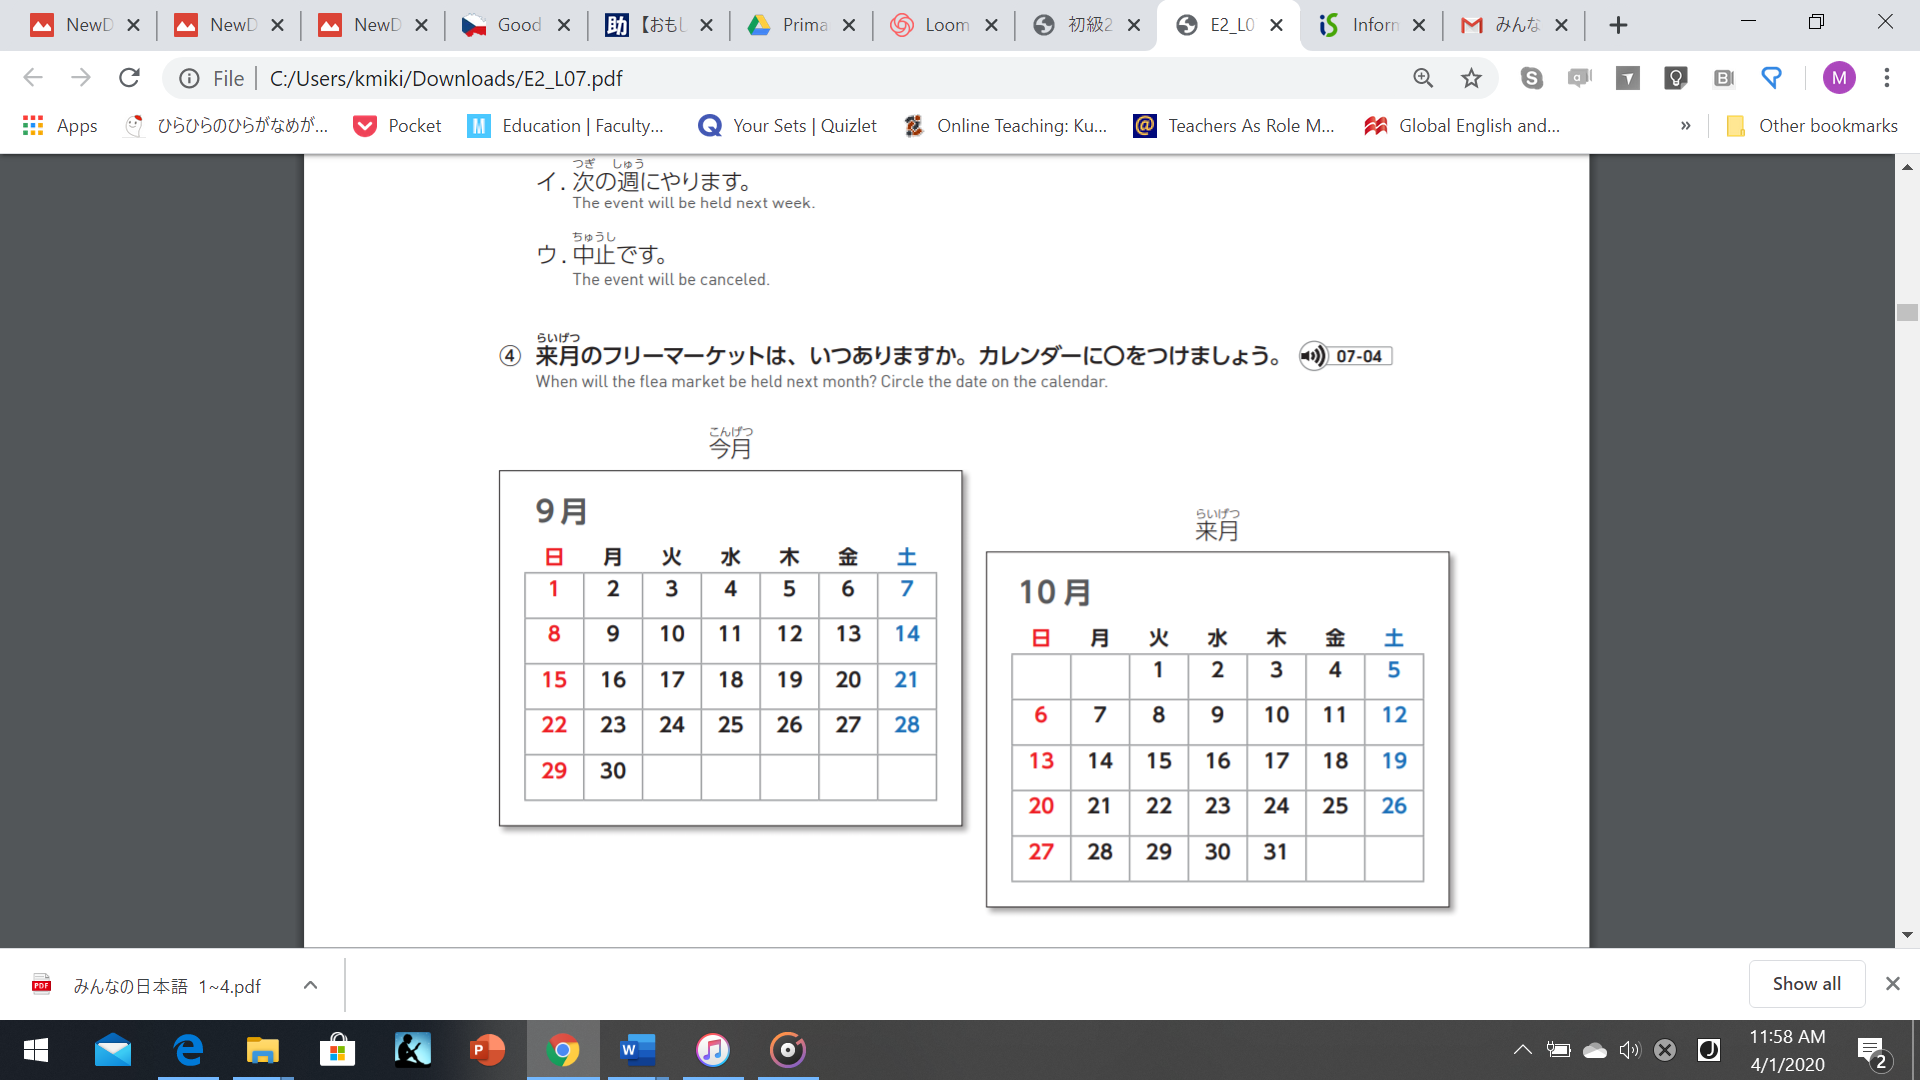 NewD
NewD
NewD
Good
【おもし
Prima
Loom
初級2
E2_L0
Inform
みんな
File
C:/Users/kmiki/Downloads/E2_L07.pdf
M
Apps
ひらひらのひらがなめが...
Pocket
Education | Faculty...
Your Sets | Quizlet
Online Teaching: Ku...
Teachers As Role M...
Global English and...
»
Other bookmarks
つぎ しゅう
イ. 次の週にやります。
The event will be held next week.
ちゅうし
ウ. 中止です。
The event will be canceled.
らいげつ
④ 来月のフリーマーケットは、いつありますか。カレンダーに〇をつけましょう。 07-04
When will the flea market be held next month? Circle the date on the calendar.
こんげつ
今月
9月
日 月 火 水 木 金 土
1 2 3 4 5 6 7
8 9 10 11 12 13 14
15 16 17 18 19 20 21
22 23 24 25 26 27 28
29 30
らいげつ
来月
10月
日 月 火 水 木 金 土
1 2 3 4 5
6 7 8 9 10 11 12
13 14 15 16 17 18 19
20 21 22 23 24 25 26
27 28 29 30 31
みんなの日本語 1~4.pdf
Show all
11:58 AM
4/1/2020
2